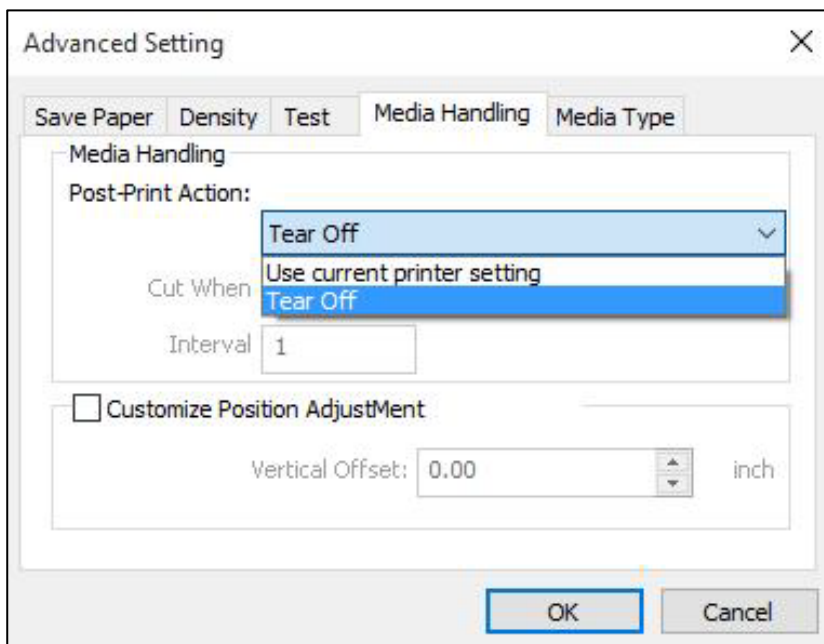 Advanced Setting
Save Paper Density Test Media Handling Media Type
Media Handling
Post-Print Action:
Tear Off
Use current printer setting
Cut When
Tear Off
Interval 1
Customize Position AdjustMent
Vertical Offset: 0.00 inch
OK Cancel